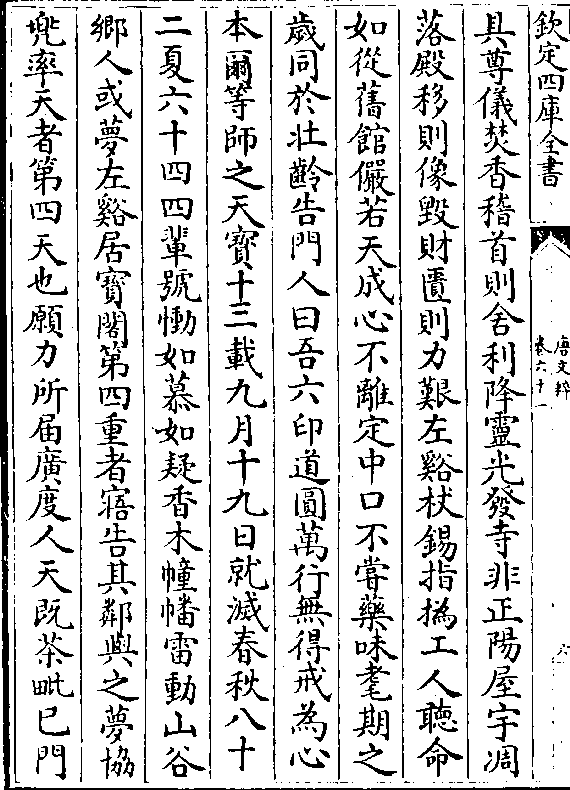 欽定四庫全書
唐文粹
卷六十一
六
具尊儀焚香稽首則舍利降靈光發寺非正陽屋宇凋
落殿移則像毀財匱則力艱左谿杖錫指撝工人聽命
如從舊館儼若天成心不離定中口不嘗藥味耄期之
歲同於壯齡告門人曰吾六印道圓萬行無得戒為心
本爾等師之天寶十三載九月十九日就滅春秋八十
二夏六十四四輩號慟如慕如疑香木幢幡雷動山谷
鄉人或夢左谿居寶閣第四重者寤告其鄰與之夢協
兠率天者第四天也願力所届廣度人天既茶毗已門